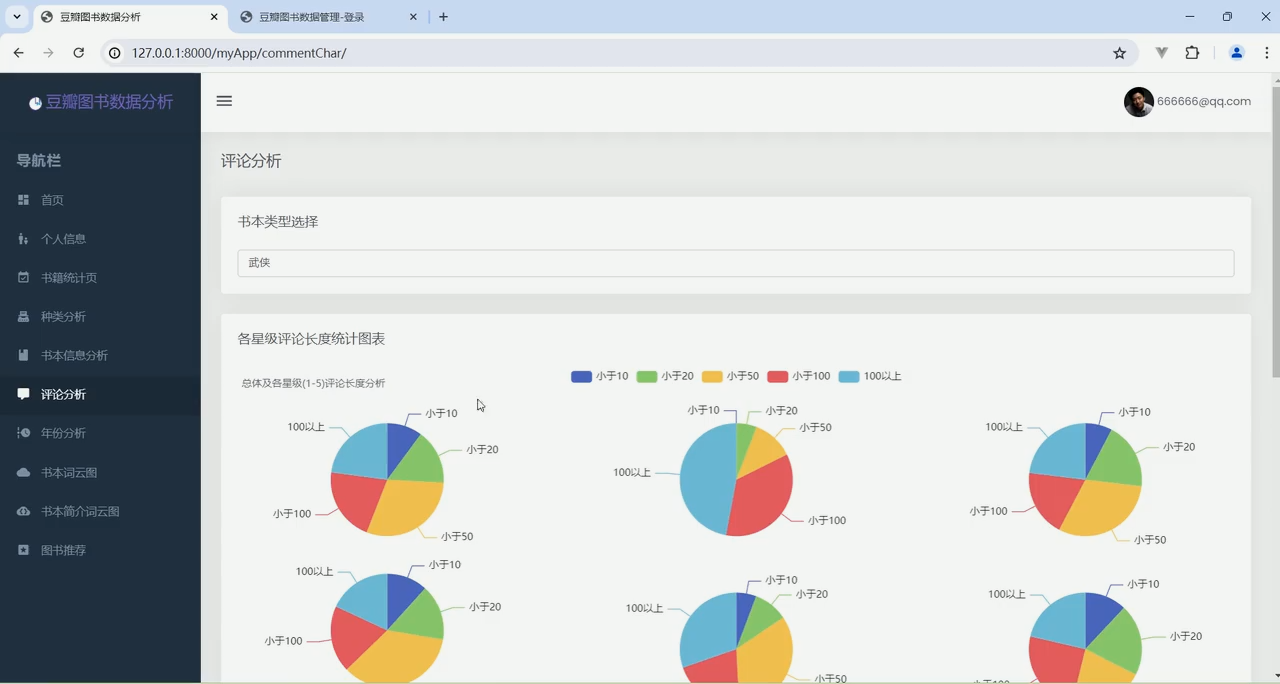 豆瓣图书数据分析
豆瓣图书数据管理-登录
127.0.0.1:8000/myApp/commentChar/
豆瓣图书数据分析
666666@qq.com
导航栏
首页
个人信息
书籍统计页
种类分析
书本信息分析
评论分析
年份分析
书本词云图
书本简介词云图
图书推荐
评论分析
书本类型选择
武侠
各星级评论长度统计图表
总体及各星级(1-5)评论长度分析
小于10 小于20 小于50 小于100 100以上
小于10
小于20
小于50
小于100
100以上
小于10
小于20
小于50
小于100
100以上
小于10
小于20
小于50
小于100
100以上
小于10
小于20
小于100
100以上
小于10
小于20
小于50
100以上
小于10
小于20
小于100
100以上